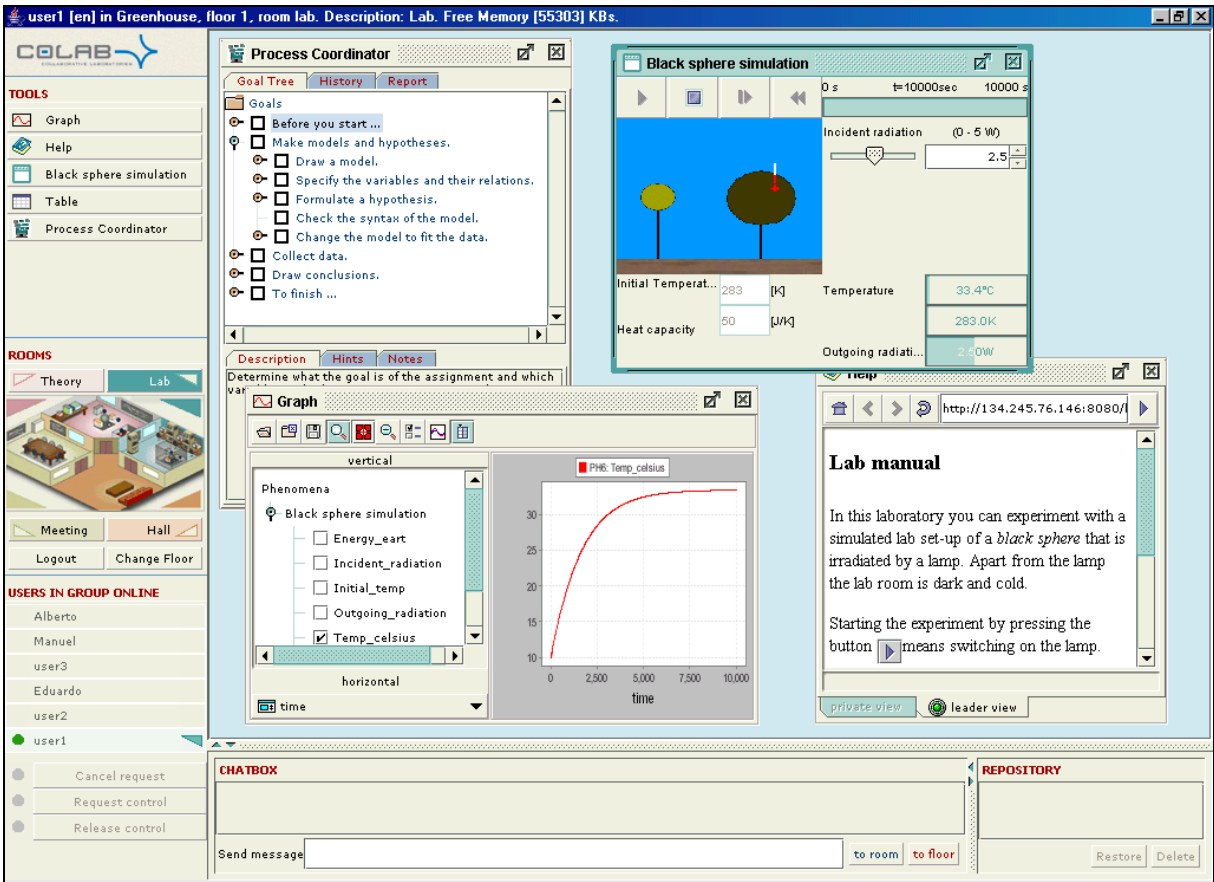 user1 [en] in Greenhouse, floor 1, room lab. Description: Lab. Free Memory [55303] KBs.
COLAB
COLLABORATIVE LABORATORIES
TOOLS
Graph
Help
Black sphere simulation
Table
Process Coordinator
ROOMS
Theory
Lab
Meeting
Hall
Logout
Change Floor
USERS IN GROUP ONLINE
Alberto
Manuel
user3
Eduardo
user2
user1
Cancel request
Request control
Release control
Process Coordinator
Goal Tree
History
Report
Goals
Before you start ...
Make models and hypotheses.
Draw a model.
Specify the variables and their relations.
Formulate a hypothesis.
Check the syntax of the model.
Change the model to fit the data.
Collect data.
Draw conclusions.
To finish ...
Description
Hints
Notes
Determine what the goal is of the assignment and which
Black sphere simulation
0 s t=10000sec 10000 s
Incident radiation (0 - 5 W)
2.5
Initial Temperat... 283 [K]
Heat capacity 50 [J/K]
Temperature 33.4°C
283.0K
Outgoing radiati... 2.50W
Graph
vertical
Phenomena
Black sphere simulation
Energy_eart
Incident_radiation
Initial_temp
Outgoing_radiation
Temp_celsius
horizontal
time
PH6: Temp_celsius
30
25
20
15
10
0 2,500 5,000 7,500 10,000
time
Help
http://134.245.76.146:8080/
Lab manual
In this laboratory you can experiment with a
simulated lab set-up of a black sphere that is
irradiated by a lamp. Apart from the lamp
the lab room is dark and cold.
Starting the experiment by pressing the
button means switching on the lamp.
private view
leader view
CHATBOX
Send message
to room
to floor
REPOSITORY
Restore
Delete